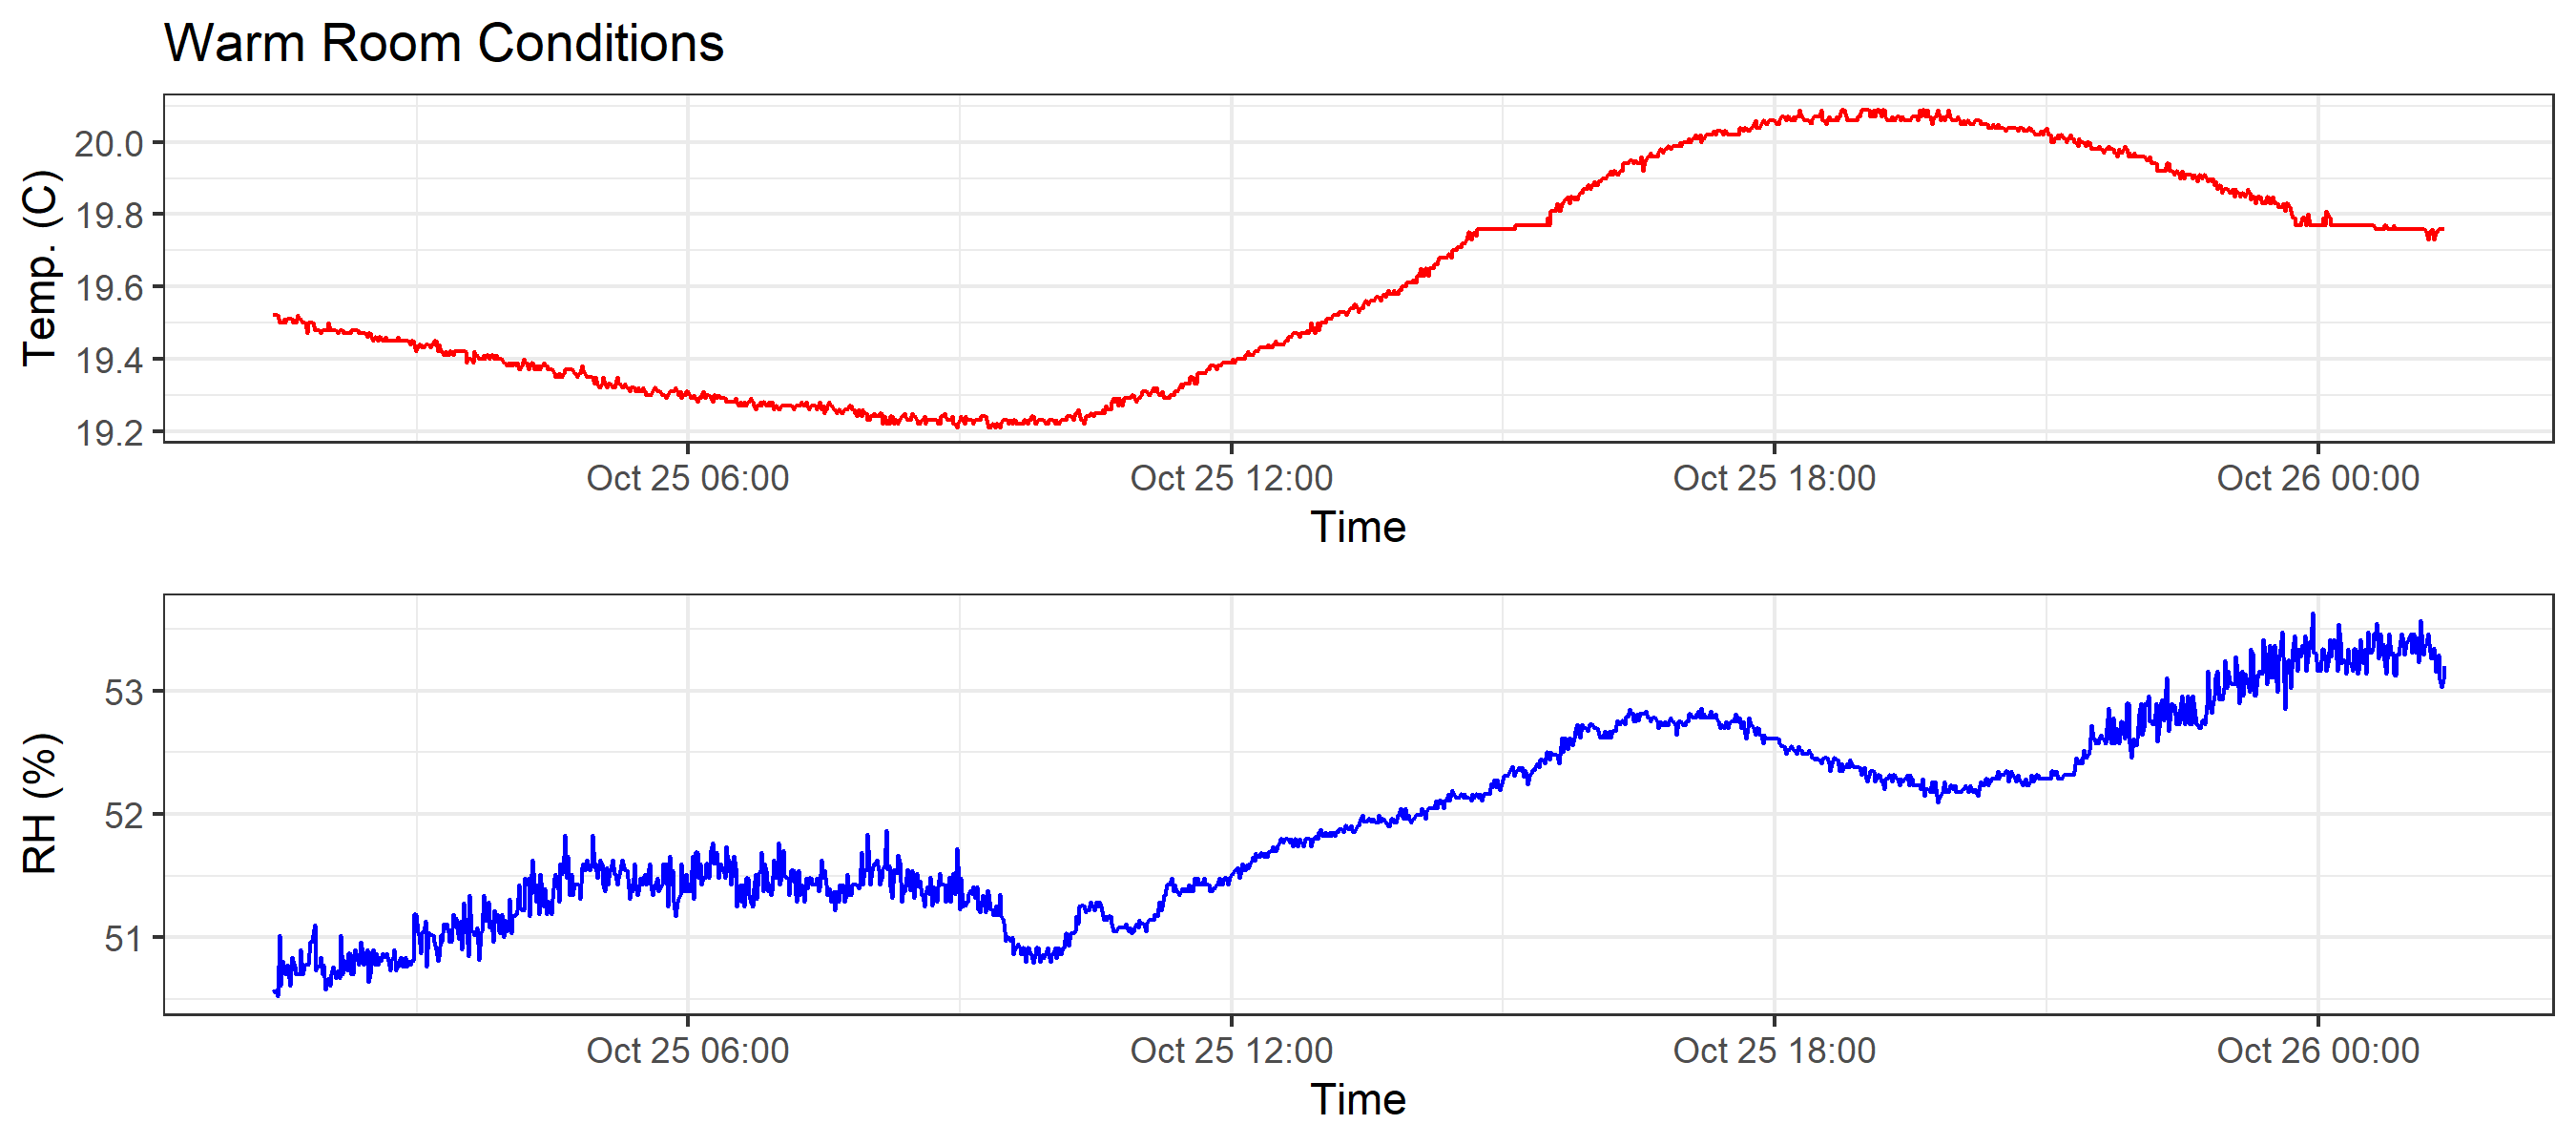 Warm Room Conditions
Temp. (C)
20.0
19.8
19.6
19.4
19.2
Oct 25 06:00 Oct 25 12:00 Oct 25 18:00 Oct 26 00:00
Time
RH (%)
53
52
51
Oct 25 06:00 Oct 25 12:00 Oct 25 18:00 Oct 26 00:00
Time